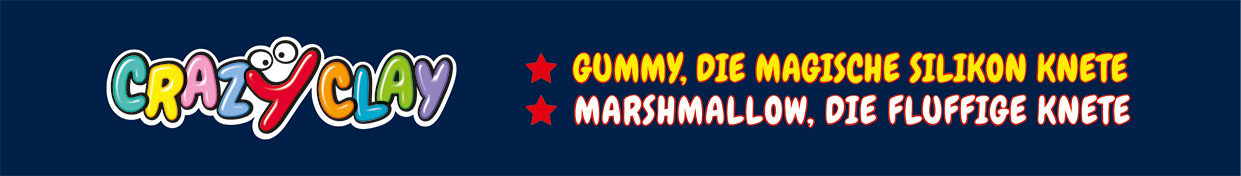 CRAZY CLAY
GUMMY, DIE MAGISCHE SILIKON KNETE
MARSHMALLOW, DIE FLUFFIGE KNETE